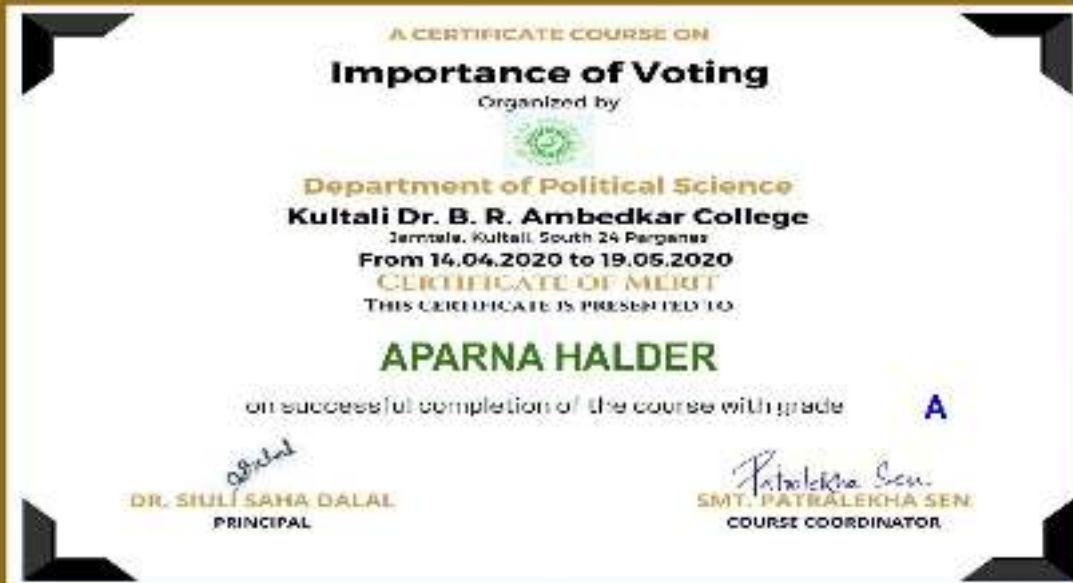 A CERTIFICATE COURSE ON
Importance of Voting
Organized by
Department of Political Science
Kultali Dr. B. R. Ambedkar College
Jamtala, Kultali, South 24 Parganas
From 14.04.2020 to 19.05.2020
CERTIFICATE OF MERIT
THIS CERTIFICATE IS PRESENTED TO
APARNA HALDER
on successful completion of the course with grade A
Patralekha Sen.
DR. SIULI SAHA DALAL SMT. PATRALEKHA SEN
PRINCIPAL COURSE COORDINATOR